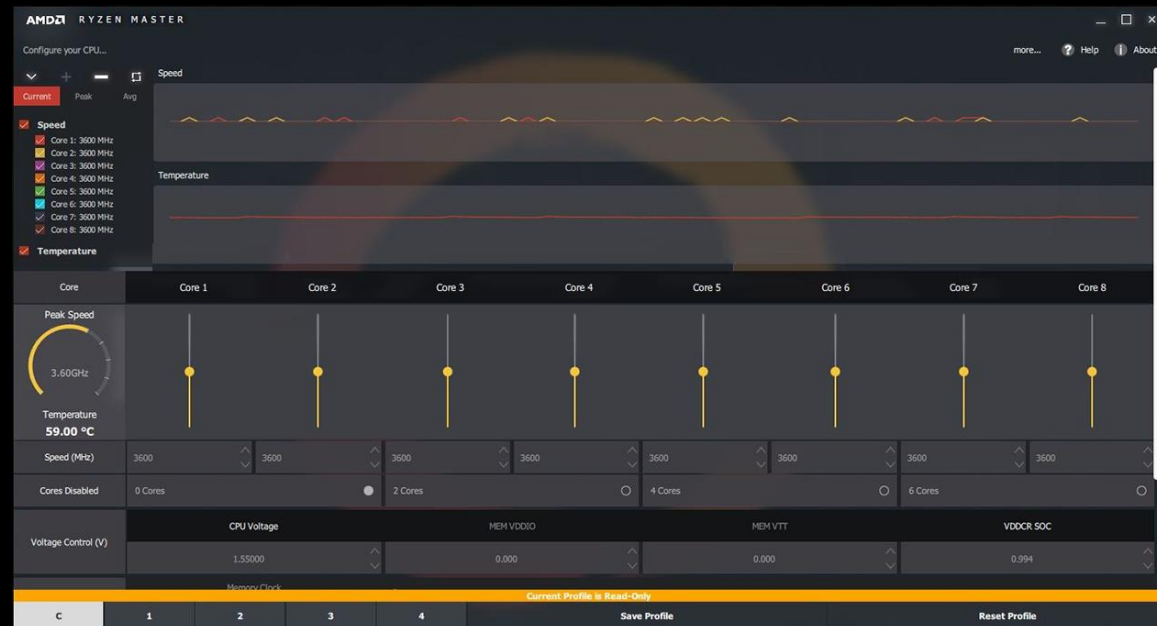 AMD RYZEN MASTER
Configure your CPU...
more... ? Help i About
Current Peak Avg
Speed
Speed
Core 1: 3600 MHz
Core 2: 3600 MHz
Core 3: 3600 MHz
Core 4: 3600 MHz
Core 5: 3600 MHz
Core 6: 3600 MHz
Core 7: 3600 MHz
Core 8: 3600 MHz
Temperature
Temperature
Core Core 1 Core 2 Core 3 Core 4 Core 5 Core 6 Core 7 Core 8
Peak Speed
3.60GHz
Temperature
59.00 °C
Speed (MHz) 3600 3600 3600 3600 3600 3600 3600 3600
Cores Disabled 0 Cores 2 Cores 4 Cores 6 Cores
Voltage Control (V)
CPU Voltage MEM VDDIO MEM VTT VDDCR SOC
1.55000 0.000 0.000 0.994
Memory Clock
Current Profile is Read-Only
C 1 2 3 4 Save Profile Reset Profile